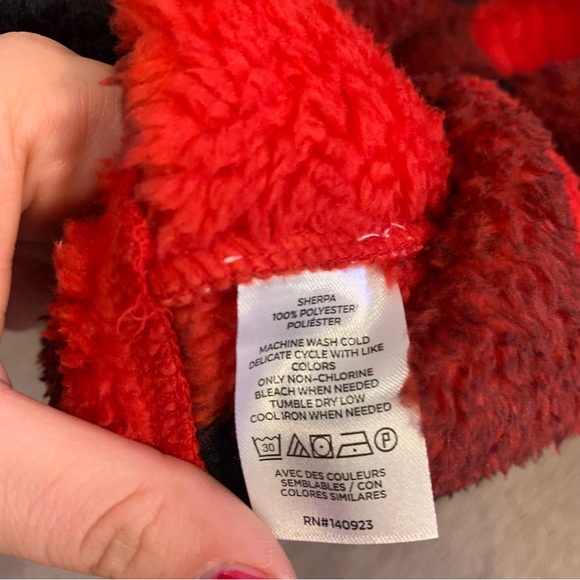 SHERPA
100% POLYESTER/
POLIÉSTER
MACHINE WASH COLD
DELICATE CYCLE WITH LIKE
COLORS
ONLY NON-CHLORINE
BLEACH WHEN NEEDED
TUMBLE DRY LOW
COOL IRON WHEN NEEDED
30 P
AVEC DES COULEURS
SEMBLABLES / CON
COLORES SIMILARES
RN#140923